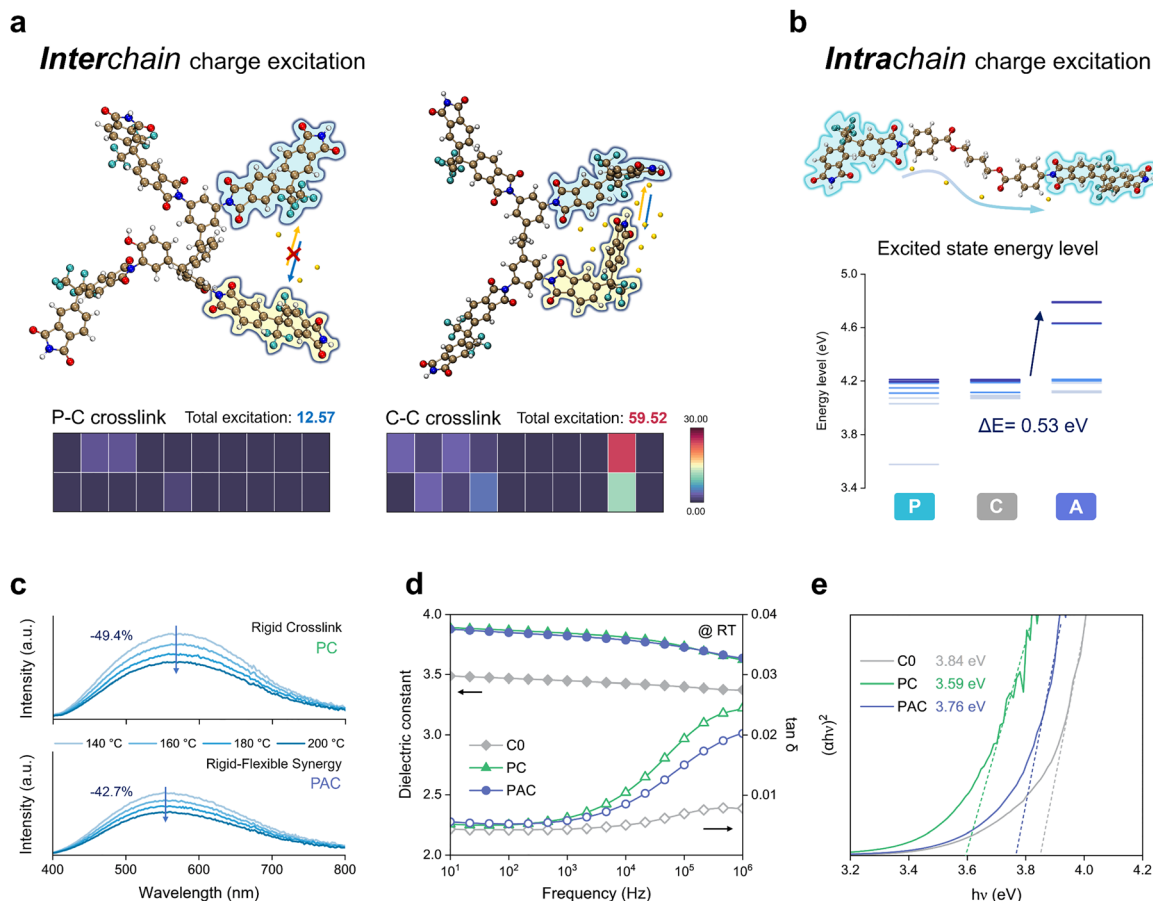 a
Interchain charge excitation
P-C crosslink Total excitation: 12.57
C-C crosslink Total excitation: 59.52
30.00
0.00
b
Intrachain charge excitation
Excited state energy level
5.0
4.6
4.2
3.8
3.4
Energy level (eV)
ΔE= 0.53 eV
P C A
c
Intensity (a.u.)
-49.4%
Rigid Crosslink
PC
140 °C 160 °C 180 °C 200 °C
Intensity (a.u.)
-42.7%
Rigid-Flexible Synergy
PAC
400 500 600 700 800
Wavelength (nm)
d
4.0
3.5
3.0
2.5
2.0
Dielectric constant
@ RT
C0
PC
PAC
0.04
0.03
0.02
0.01
0.00
tan δ
10¹ 10² 10³ 10⁴ 10⁵ 10⁶
Frequency (Hz)
e
(αhν)²
C0 3.84 eV
PC 3.59 eV
PAC 3.76 eV
3.2 3.4 3.6 3.8 4.0 4.2
hν (eV)